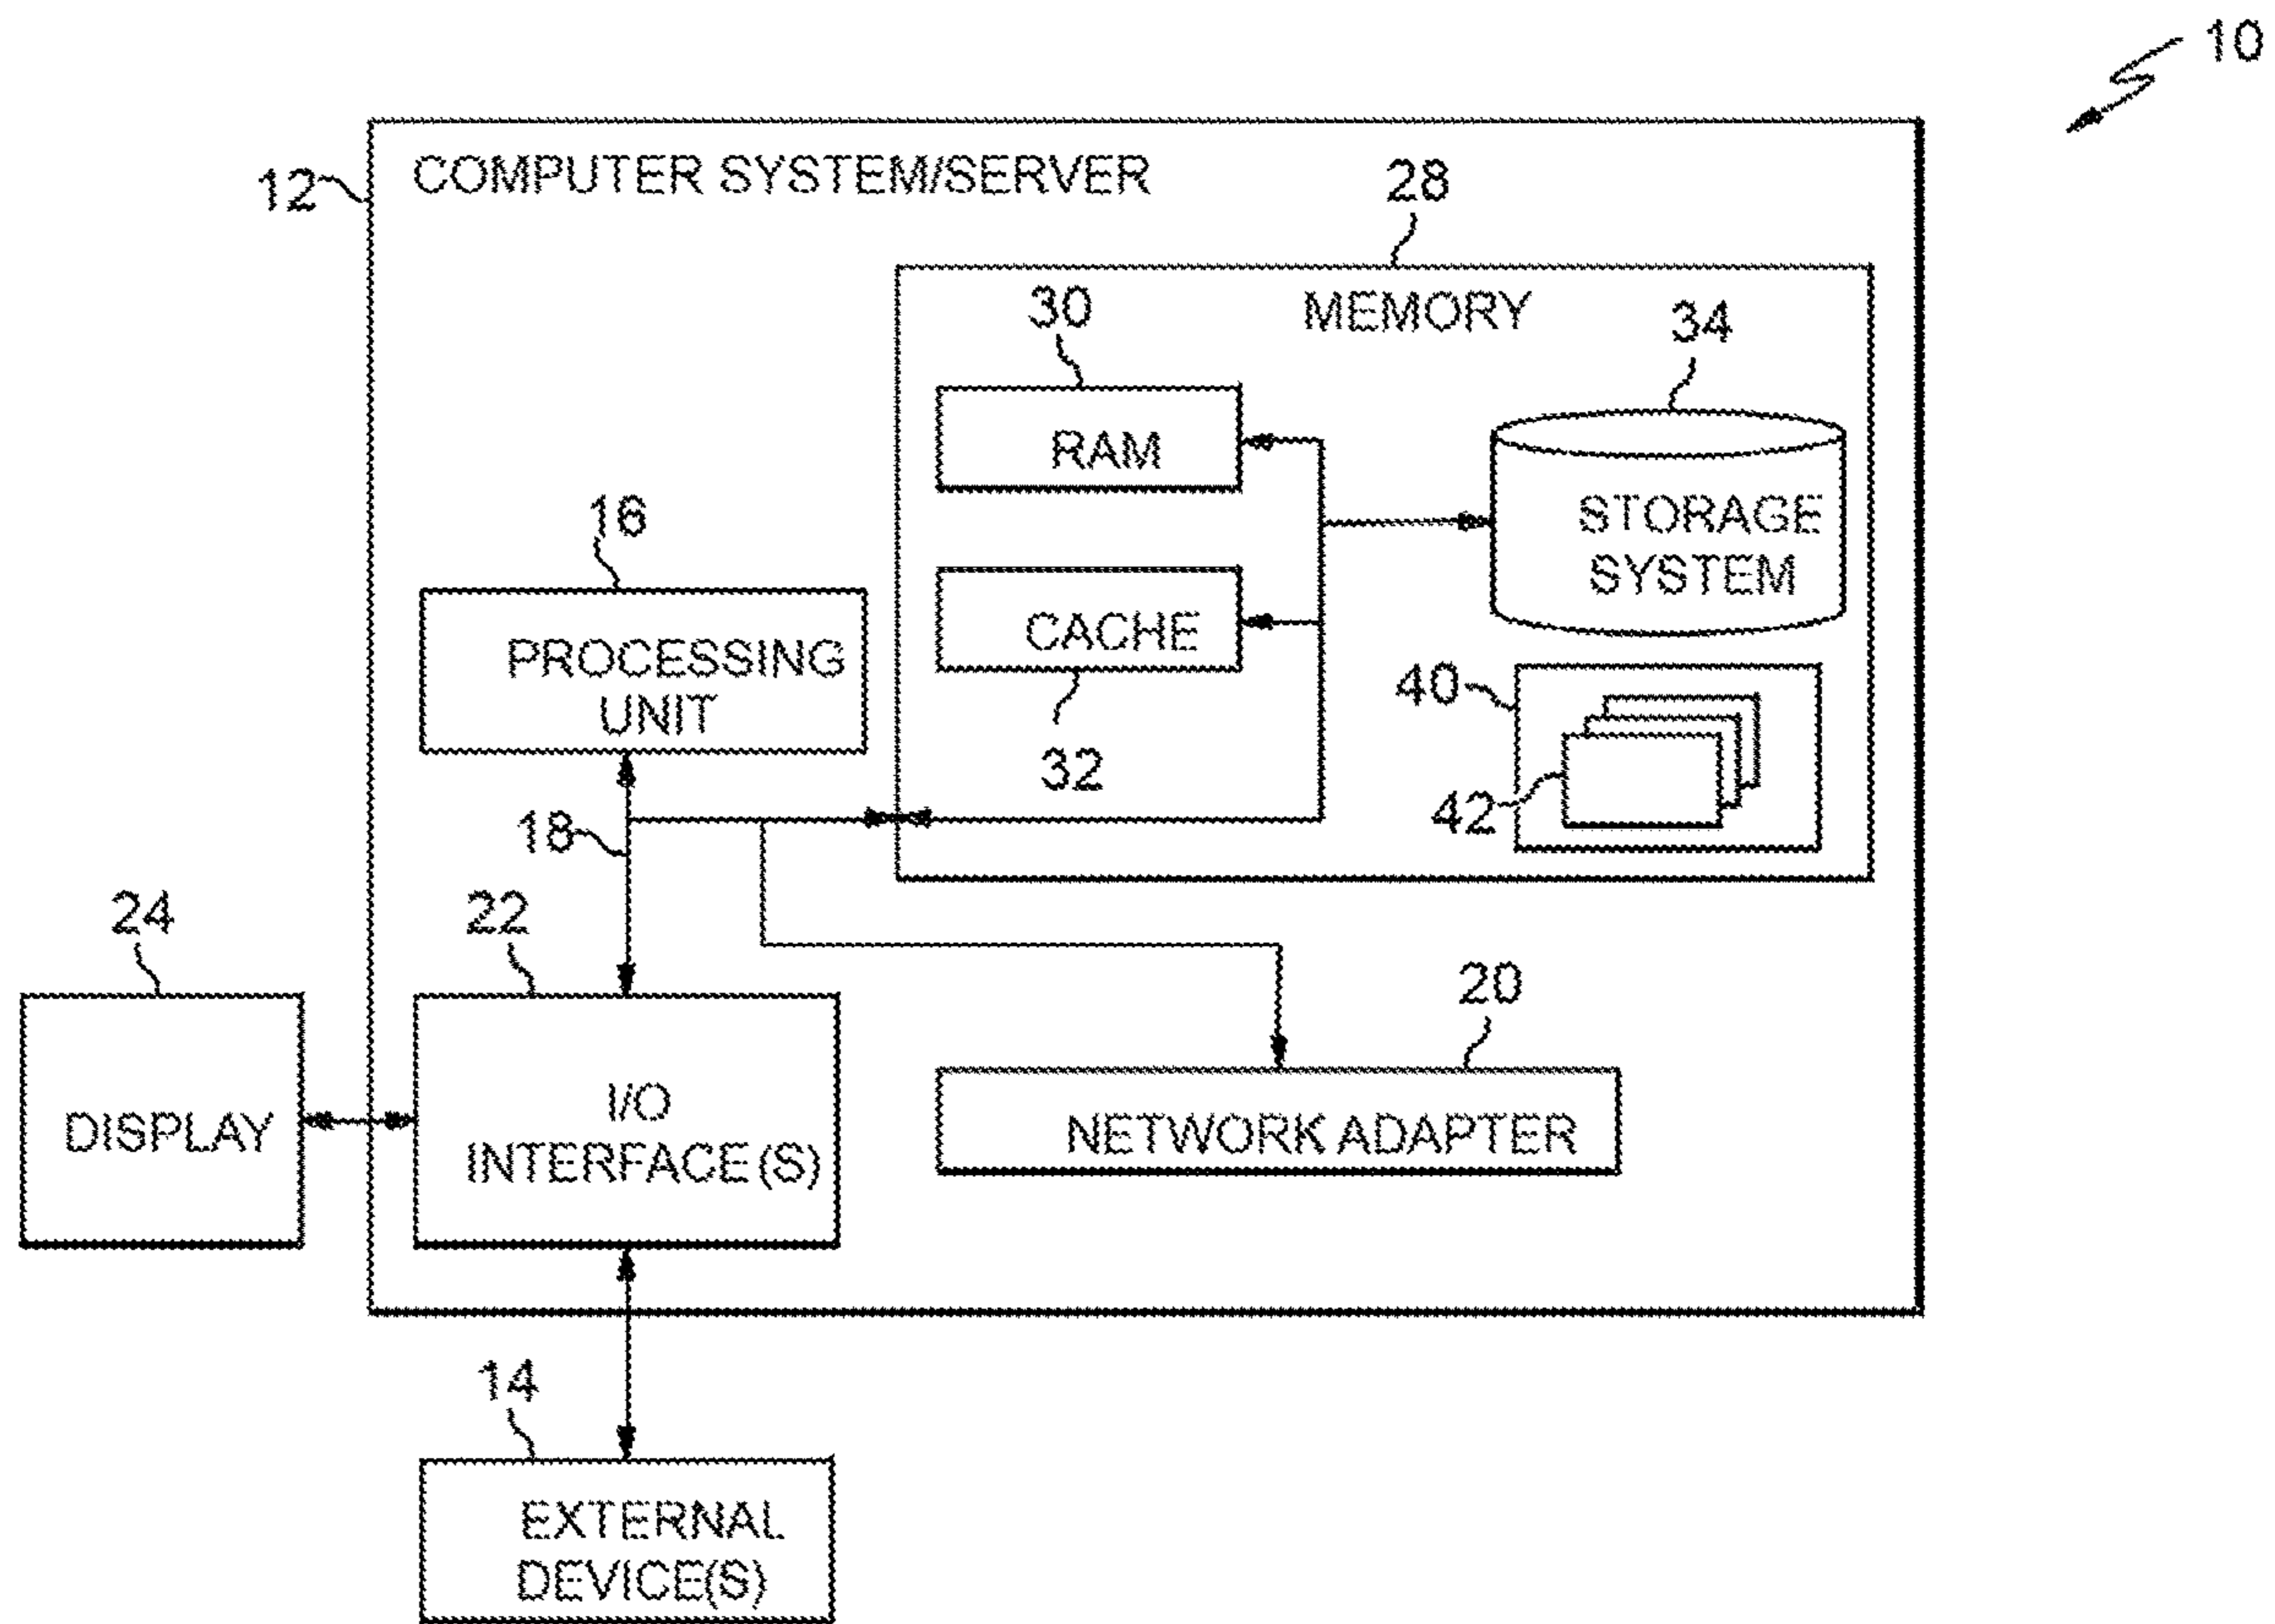 10
12
COMPUTER SYSTEM/SERVER
28
MEMORY
30
34
RAM
STORAGE
SYSTEM
16
PROCESSING
UNIT
CACHE
32
40
42
18
24
22
20
DISPLAY
I/O
INTERFACE(S)
NETWORK ADAPTER
14
EXTERNAL
DEVICE(S)